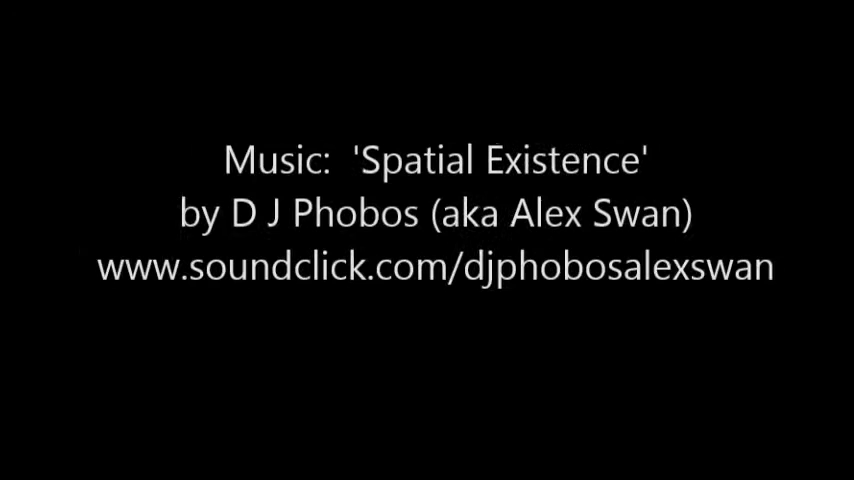 Music:  'Spatial Existence'
by D J Phobos (aka Alex Swan)
www.soundclick.com/djphobosalexswan